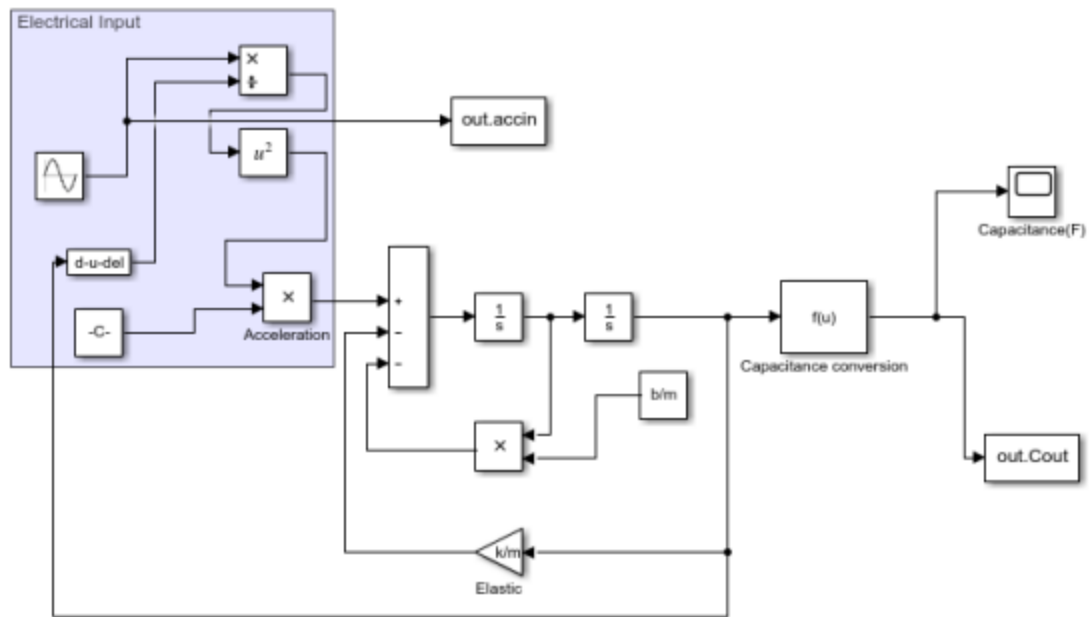 Electrical Input
×
÷
out.accin
u²
Capacitance(F)
d-u-del
×
-C-
Acceleration
+
−
−
1
s
1
s
f(u)
Capacitance conversion
b/m
×
out.Cout
k/m
Elastic